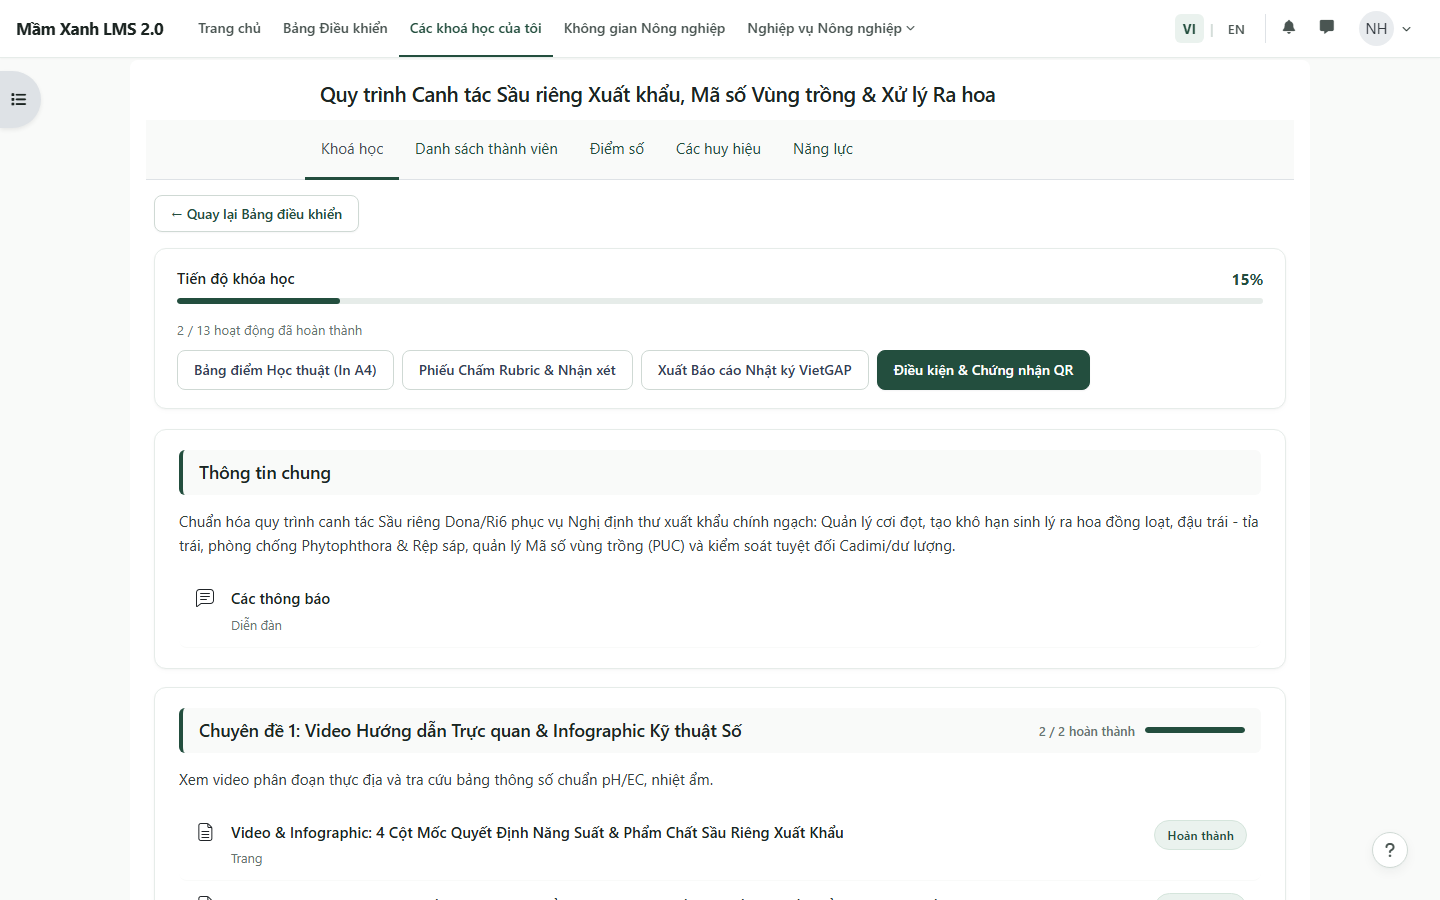 Mầm Xanh LMS 2.0
Trang chủ
Bảng Điều khiển
Các khoá học của tôi
Không gian Nông nghiệp
Nghiệp vụ Nông nghiệp
VI | EN
NH
Quy trình Canh tác Sầu riêng Xuất khẩu, Mã số Vùng trồng & Xử lý Ra hoa
Khoá học
Danh sách thành viên
Điểm số
Các huy hiệu
Năng lực
← Quay lại Bảng điều khiển
Tiến độ khóa học
15%
2 / 13 hoạt động đã hoàn thành
Bảng điểm Học thuật (In A4)
Phiếu Chấm Rubric & Nhận xét
Xuất Báo cáo Nhật ký VietGAP
Điều kiện & Chứng nhận QR
Thông tin chung
Chuẩn hóa quy trình canh tác Sầu riêng Dona/Ri6 phục vụ Nghị định thư xuất khẩu chính ngạch: Quản lý cơi đọt, tạo khô hạn sinh lý ra hoa đồng loạt, đậu trái - tỉa
trái, phòng chống Phytophthora & Rệp sáp, quản lý Mã số vùng trồng (PUC) và kiểm soát tuyệt đối Cadimi/dư lượng.
Các thông báo
Diễn đàn
Chuyên đề 1: Video Hướng dẫn Trực quan & Infographic Kỹ thuật Số
2 / 2 hoàn thành
Xem video phân đoạn thực địa và tra cứu bảng thông số chuẩn pH/EC, nhiệt ẩm.
Video & Infographic: 4 Cột Mốc Quyết Định Năng Suất & Phẩm Chất Sầu Riêng Xuất Khẩu
Hoàn thành
Trang
?